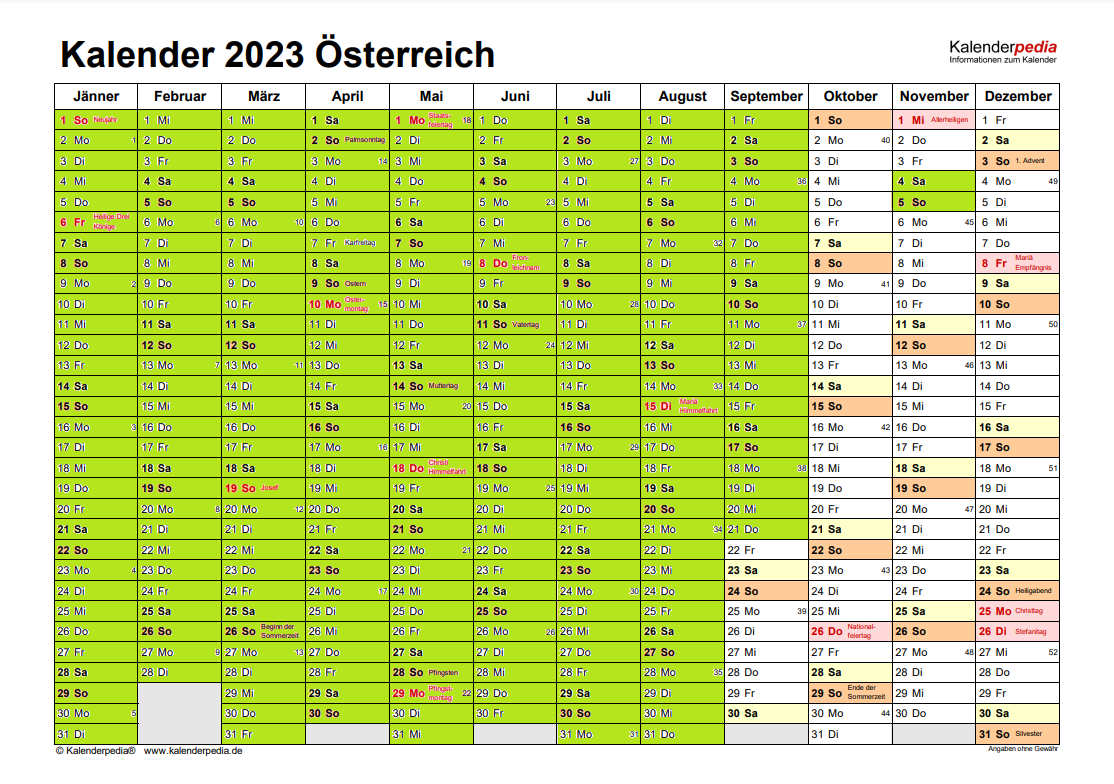 Kalender 2023 Österreich
Kalenderpedia
Informationen zum Kalender
Jänner Februar März April Mai Juni Juli August September Oktober November Dezember
1 So Neujahr 1 Mi 1 Mi 1 Sa 1 Mo Staats-feiertag 18 1 Do 1 Sa 1 Di 1 Fr 1 So 1 Mi Allerheiligen 1 Fr
2 Mo 1 2 Do 2 Do 2 So Palmsonntag 2 Di 2 Fr 2 So 2 Mi 2 Sa 2 Mo 40 2 Do 2 Sa
3 Di 3 Fr 3 Fr 3 Mo 14 3 Mi 3 Sa 3 Mo 27 3 Do 3 So 3 Di 3 Fr 3 So 1. Advent
4 Mi 4 Sa 4 Sa 4 Di 4 Do 4 So 4 Di 4 Fr 4 Mo 36 4 Mi 4 Sa 4 Mo 49
5 Do 5 So 5 So 5 Mi 5 Fr 5 Mo 23 5 Mi 5 Sa 5 Di 5 Do 5 So 5 Di
6 Fr Heilige Drei Könige 6 Mo 6 6 Mo 10 6 Do 6 Sa 6 Di 6 Do 6 So 6 Mi 6 Fr 6 Mo 45 6 Mi
7 Sa 7 Di 7 Di 7 Fr Karfreitag 7 So 7 Mi 7 Fr 7 Mo 32 7 Do 7 Sa 7 Di 7 Do
8 So 8 Mi 8 Mi 8 Sa 8 Mo 19 8 Do Fron-leichnam 8 Sa 8 Di 8 Fr 8 So 8 Mi 8 Fr Mariä Empfängnis
9 Mo 2 9 Do 9 Do 9 So Ostern 9 Di 9 Fr 9 So 9 Mi 9 Sa 9 Mo 41 9 Do 9 Sa
10 Di 10 Fr 10 Fr 10 Mo Oster-montag 15 10 Mi 10 Sa 10 Mo 28 10 Do 10 So 10 Di 10 Fr 10 So
11 Mi 11 Sa 11 Sa 11 Di 11 Do 11 So Vatertag 11 Di 11 Fr 11 Mo 37 11 Mi 11 Sa 11 Mo 50
12 Do 12 So 12 So 12 Mi 12 Fr 12 Mo 24 12 Mi 12 Sa 12 Di 12 Do 12 So 12 Di
13 Fr 13 Mo 7 13 Mo 11 13 Do 13 Sa 13 Di 13 Do 13 So 13 Mi 13 Fr 13 Mo 46 13 Mi
14 Sa 14 Di 14 Di 14 Fr 14 So Muttertag 14 Mi 14 Fr 14 Mo 33 14 Do 14 Sa 14 Di 14 Do
15 So 15 Mi 15 Mi 15 Sa 15 Mo 20 15 Do 15 Sa 15 Di Mariä Himmelfahrt 15 Fr 15 So 15 Mi 15 Fr
16 Mo 3 16 Do 16 Do 16 So 16 Di 16 Fr 16 So 16 Mi 16 Sa 16 Mo 42 16 Do 16 Sa
17 Di 17 Fr 17 Fr 17 Mo 16 17 Mi 17 Sa 17 Mo 29 17 Do 17 So 17 Di 17 Fr 17 So
18 Mi 18 Sa 18 Sa 18 Di 18 Do Christi Himmelfahrt 18 So 18 Di 18 Fr 18 Mo 38 18 Mi 18 Sa 18 Mo 51
19 Do 19 So 19 So Josef 19 Mi 19 Fr 19 Mo 25 19 Mi 19 Sa 19 Di 19 Do 19 So 19 Di
20 Fr 20 Mo 8 20 Mo 12 20 Do 20 Sa 20 Di 20 Do 20 So 20 Mi 20 Fr 20 Mo 47 20 Mi
21 Sa 21 Di 21 Di 21 Fr 21 So 21 Mi 21 Fr 21 Mo 34 21 Do 21 Sa 21 Di 21 Do
22 So 22 Mi 22 Mi 22 Sa 22 Mo 21 22 Do 22 Sa 22 Di 22 Fr 22 So 22 Mi 22 Fr
23 Mo 4 23 Do 23 Do 23 So 23 Di 23 Fr 23 So 23 Mi 23 Sa 23 Mo 43 23 Do 23 Sa
24 Di 24 Fr 24 Fr 24 Mo 17 24 Mi 24 Sa 24 Mo 30 24 Do 24 So 24 Di 24 Fr 24 So Heiligabend
25 Mi 25 Sa 25 Sa 25 Di 25 Do 25 So 25 Di 25 Fr 25 Mo 39 25 Mi 25 Sa 25 Mo Christtag
26 Do 26 So 26 So Beginn der Sommerzeit 26 Mi 26 Fr 26 Mo 26 26 Mi 26 Sa 26 Di 26 Do National-feiertag 26 So 26 Di Stefanitag
27 Fr 27 Mo 9 27 Mo 13 27 Do 27 Sa 27 Di 27 Do 27 So 27 Mi 27 Fr 27 Mo 48 27 Mi 52
28 Sa 28 Di 28 Di 28 Fr 28 So Pfingsten 28 Mi 28 Fr 28 Mo 35 28 Do 28 Sa 28 Di 28 Do
29 So 29 Mi 29 Sa 29 Mo Pfingst-montag 22 29 Do 29 Sa 29 Di 29 Fr 29 So Ende der Sommerzeit 29 Mi 29 Fr
30 Mo 5 30 Do 30 So 30 Di 30 Fr 30 So 30 Mi 30 Sa 30 Mo 44 30 Do 30 Sa
31 Di 31 Fr 31 Mi 31 Mo 31 31 Do 31 Di 31 So Silvester
© Kalenderpedia® www.kalenderpedia.de Angaben ohne Gewähr